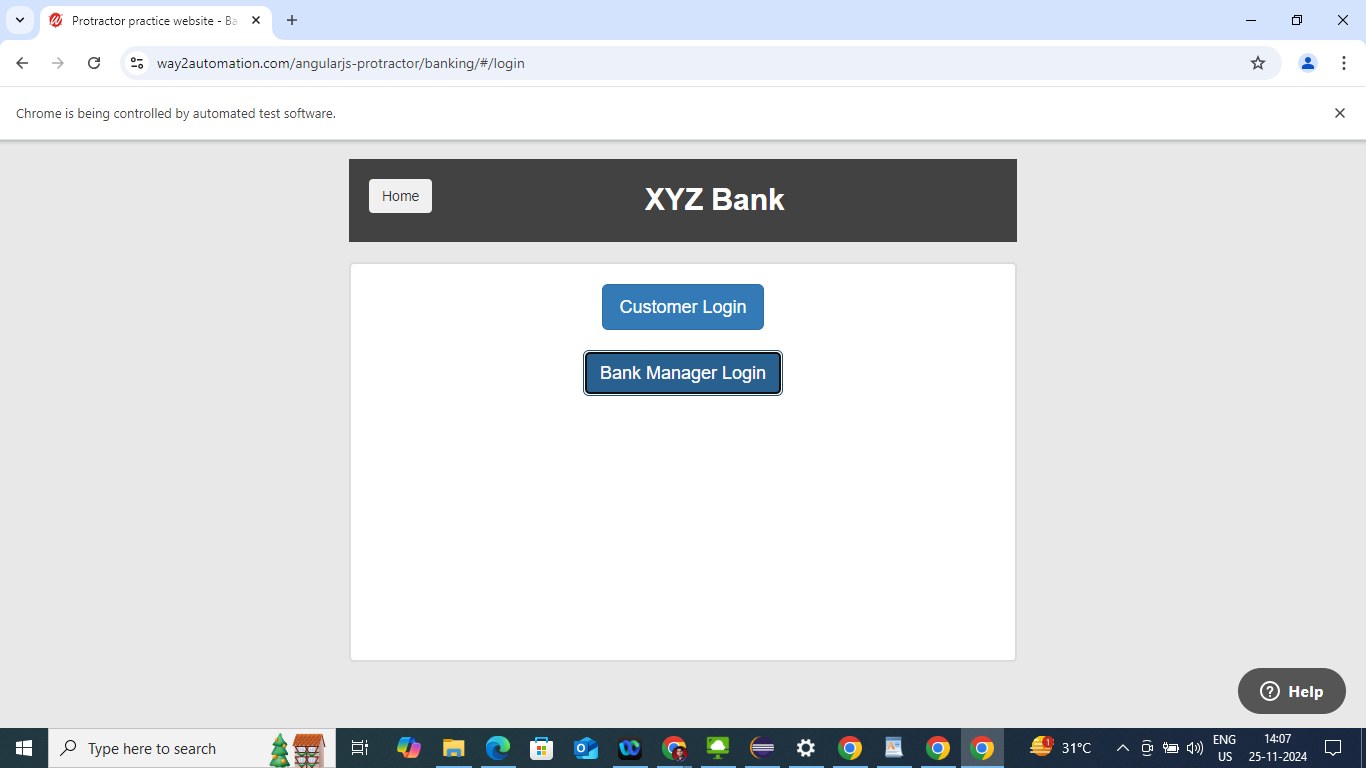 Protractor practice website - Ba
way2automation.com/angularjs-protractor/banking/#/login
Chrome is being controlled by automated test software.
Home
XYZ Bank
Customer Login
Bank Manager Login
Help
Type here to search
1
31°C
ENG
US
14:07
25-11-2024